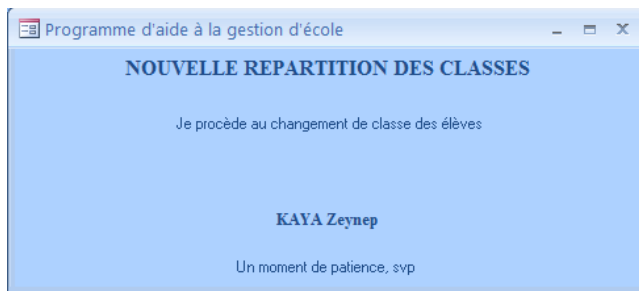 Programme d'aide à la gestion d'école
NOUVELLE REPARTITION DES CLASSES
Je procède au changement de classe des élèves
KAYA Zeynep
Un moment de patience, svp